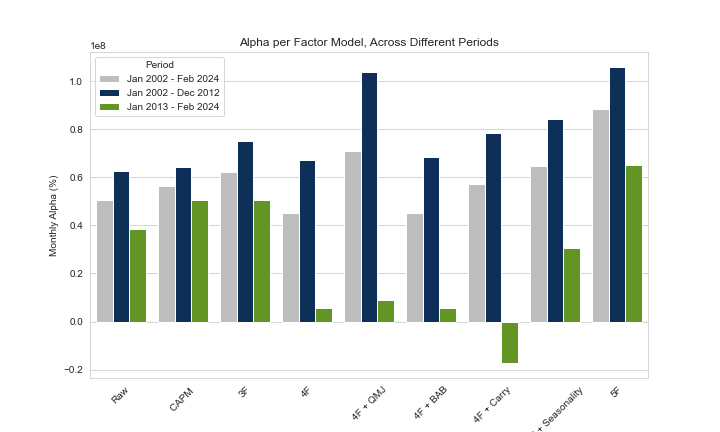 Alpha per Factor Model, Across Different Periods
1e8
Period
Jan 2002 - Feb 2024
Jan 2002 - Dec 2012
Jan 2013 - Feb 2024
Monthly Alpha (%)
1.0
0.8
0.6
0.4
0.2
0.0
−0.2
Raw
CAPM
3F
4F
4F + QMJ
4F + BAB
4F + Carry
+ Seasonality
5F